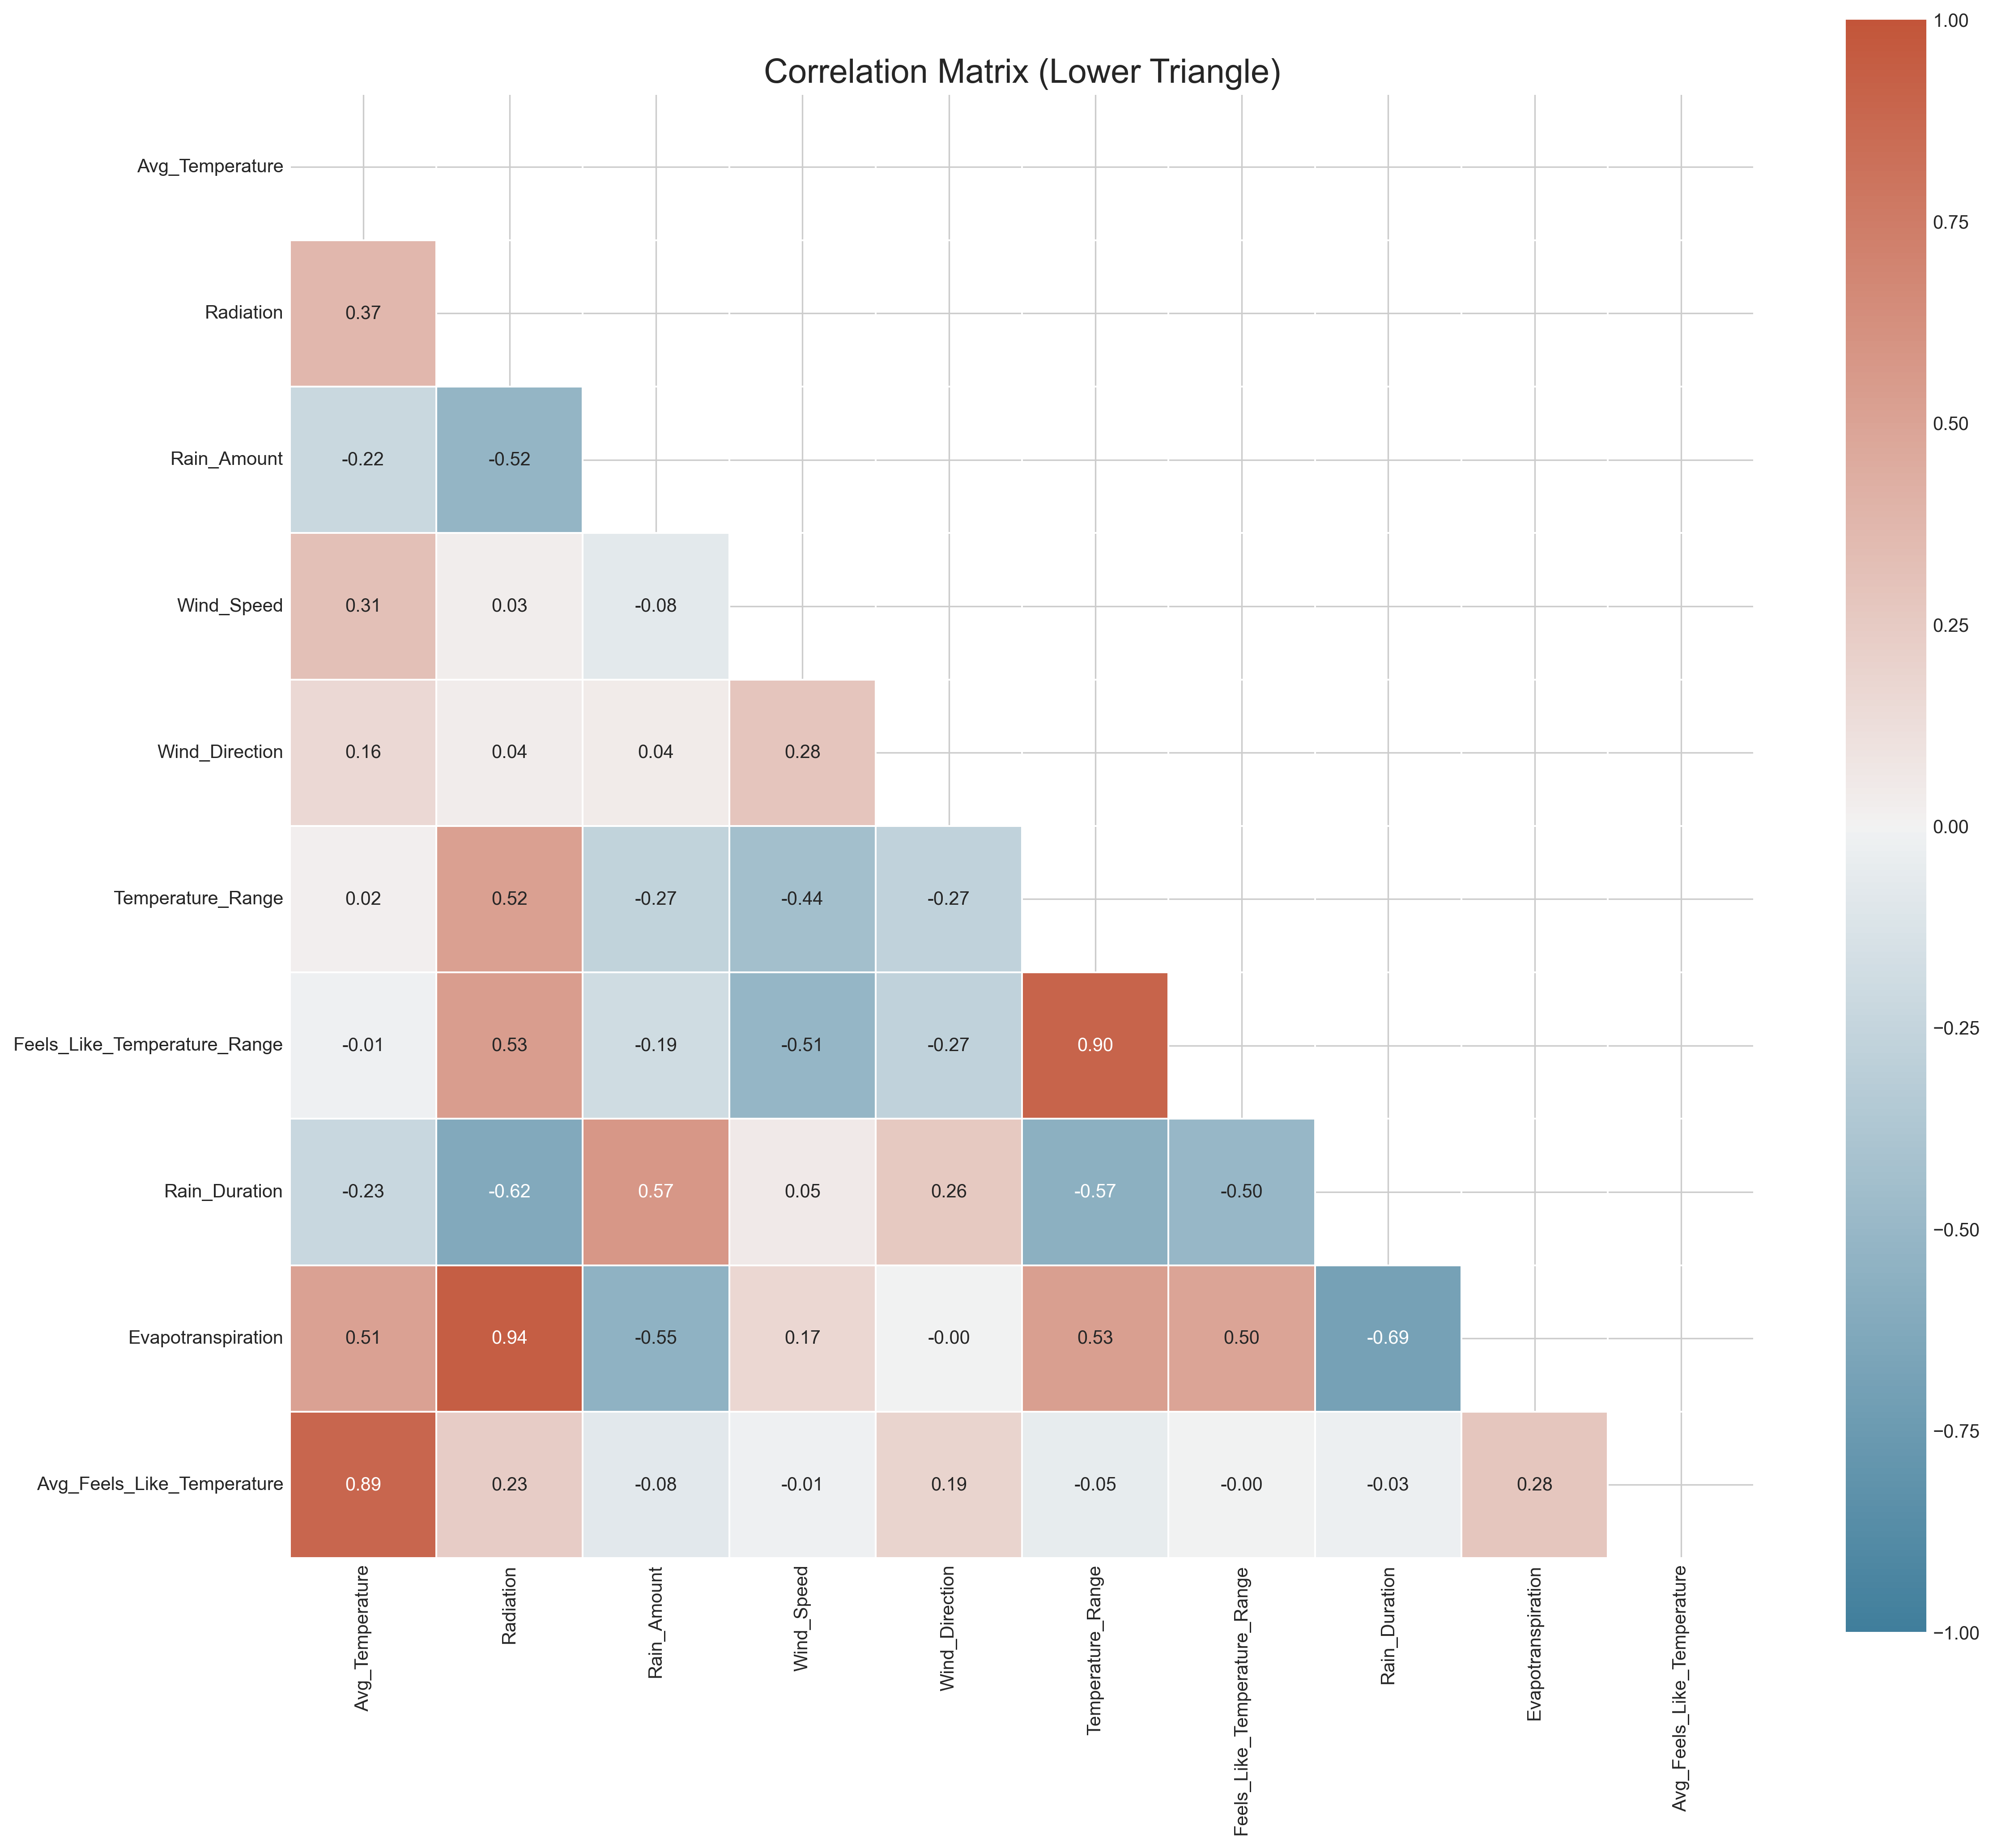 Correlation Matrix (Lower Triangle)
Avg_Temperature
Radiation 0.37
Rain_Amount -0.22 -0.52
Wind_Speed 0.31 0.03 -0.08
Wind_Direction 0.16 0.04 0.04 0.28
Temperature_Range 0.02 0.52 -0.27 -0.44 -0.27
Feels_Like_Temperature_Range -0.01 0.53 -0.19 -0.51 -0.27 0.90
Rain_Duration -0.23 -0.62 0.57 0.05 0.26 -0.57 -0.50
Evapotranspiration 0.51 0.94 -0.55 0.17 -0.00 0.53 0.50 -0.69
Avg_Feels_Like_Temperature 0.89 0.23 -0.08 -0.01 0.19 -0.05 -0.00 -0.03 0.28
Avg_Temperature
Radiation
Rain_Amount
Wind_Speed
Wind_Direction
Temperature_Range
Feels_Like_Temperature_Range
Rain_Duration
Evapotranspiration
Avg_Feels_Like_Temperature
1.00
0.75
0.50
0.25
0.00
−0.25
−0.50
−0.75
−1.00